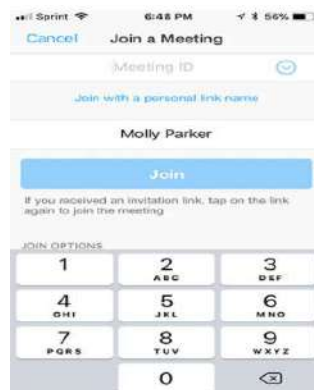 Sprint 6:48 PM 56%
Cancel Join a Meeting
Meeting ID
Join with a personal link name
Molly Parker
Join
If you received an invitation link, tap on the link
again to join the meeting
JOIN OPTIONS
1 2 3
ABC DEF
4 5 6
GHI JKL MNO
7 8 9
PQRS TUV WXYZ
0